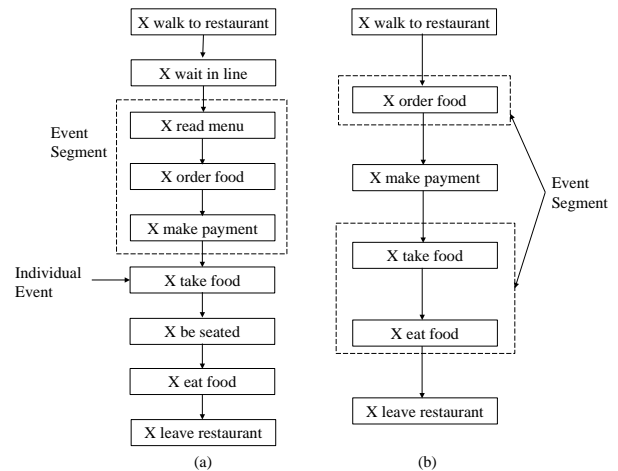 X walk to restaurant
X wait in line
X read menu
X order food
X make payment
X take food
X be seated
X eat food
X leave restaurant
Event
Segment
Individual
Event
(a)
X walk to restaurant
X order food
X make payment
X take food
X eat food
X leave restaurant
Event
Segment
(b)